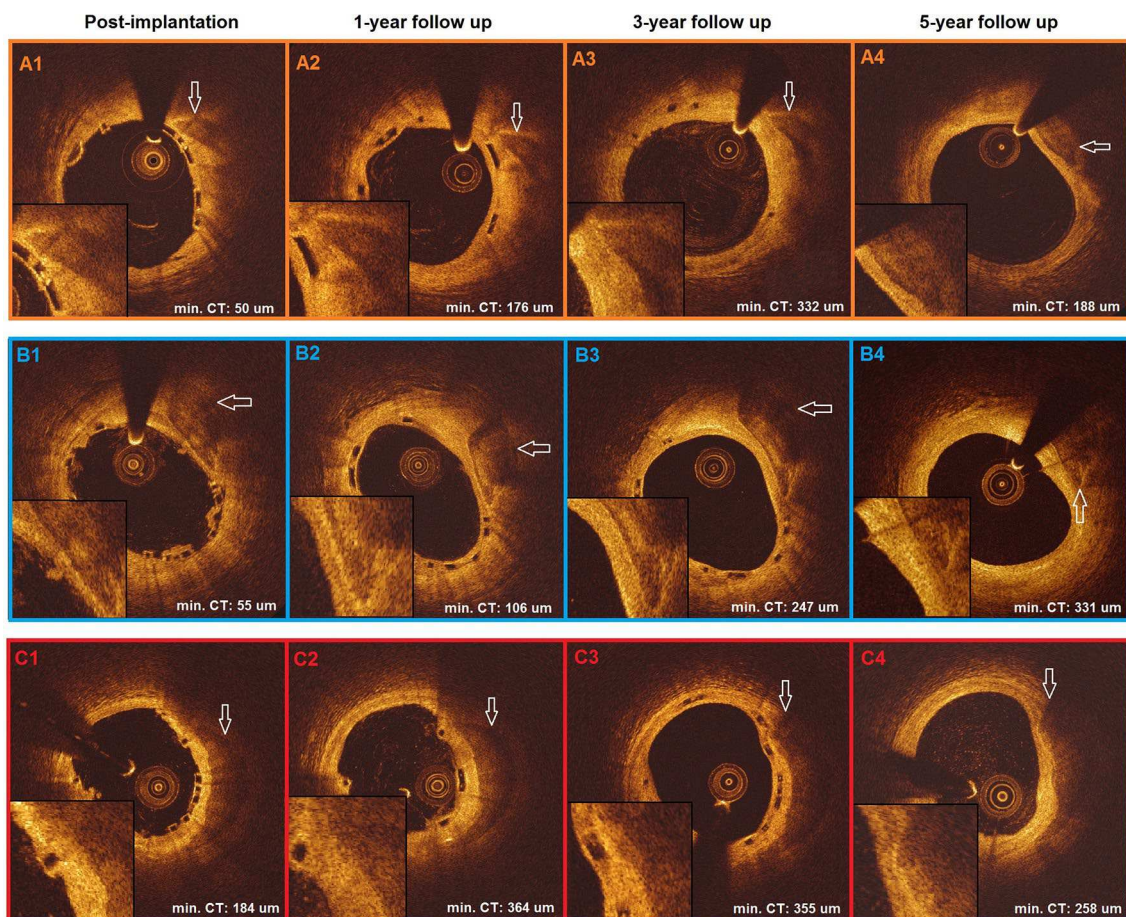 Post-implantation 1-year follow up 3-year follow up 5-year follow up
A1 A2 A3 A4
min. CT: 50 um min. CT: 176 um min. CT: 332 um min. CT: 188 um
B1 B2 B3 B4
min. CT: 55 um min. CT: 106 um min. CT: 247 um min. CT: 331 um
C1 C2 C3 C4
min. CT: 184 um min. CT: 364 um min. CT: 355 um min. CT: 258 um